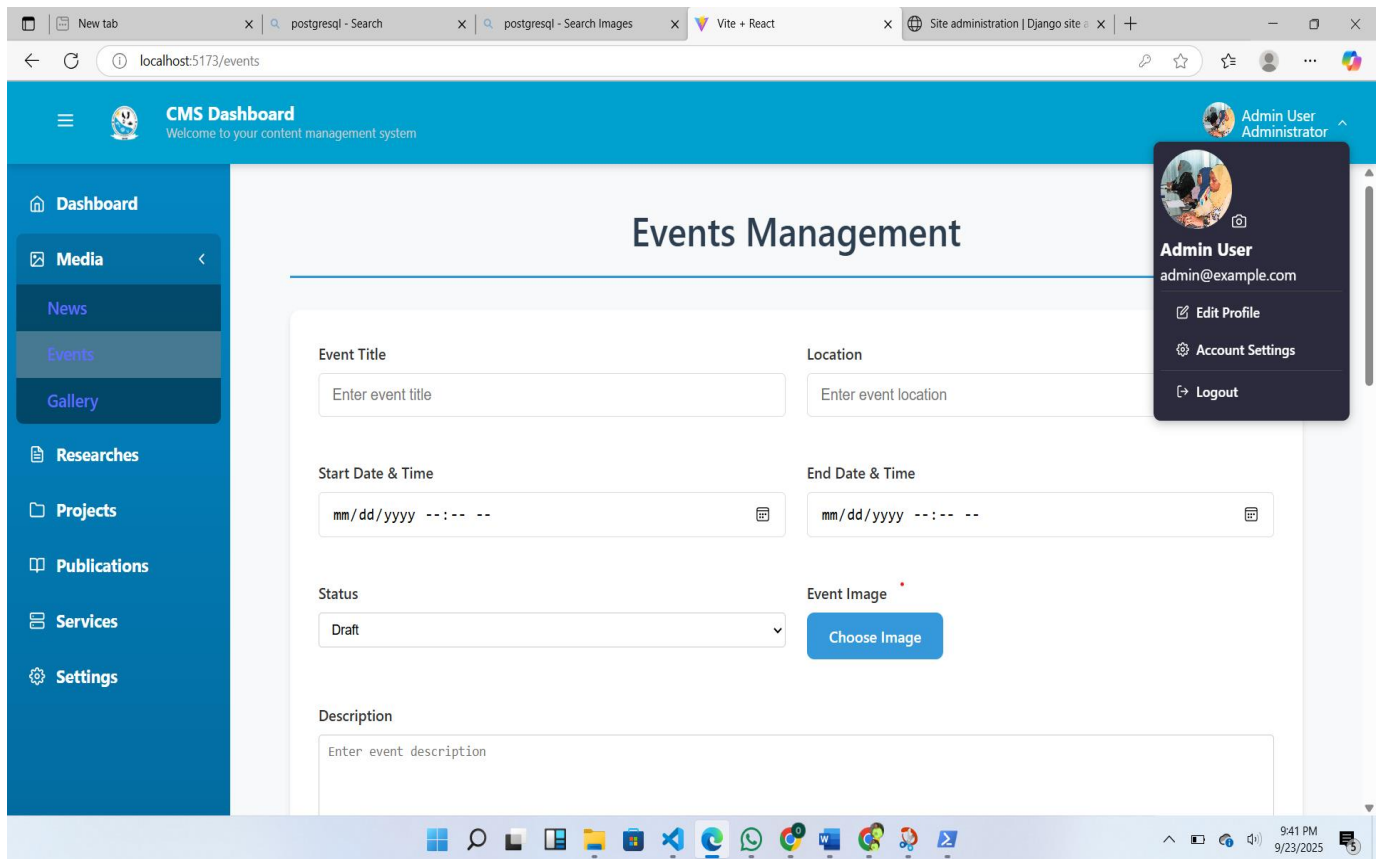 New tab
postgresql - Search
postgresql - Search Images
Vite + React
Site administration | Django site a
localhost:5173/events
CMS Dashboard
Welcome to your content management system
Admin User
Administrator
Dashboard
Media
News
Events
Gallery
Researches
Projects
Publications
Services
Settings
Admin User
admin@example.com
Edit Profile
Account Settings
Logout
Events Management
Event Title
Location
Enter event title
Enter event location
Start Date & Time
End Date & Time
mm/dd/yyyy --:-- --
mm/dd/yyyy --:-- --
Status
Event Image
Draft
Choose Image
Description
Enter event description
9:41 PM
9/23/2025
5